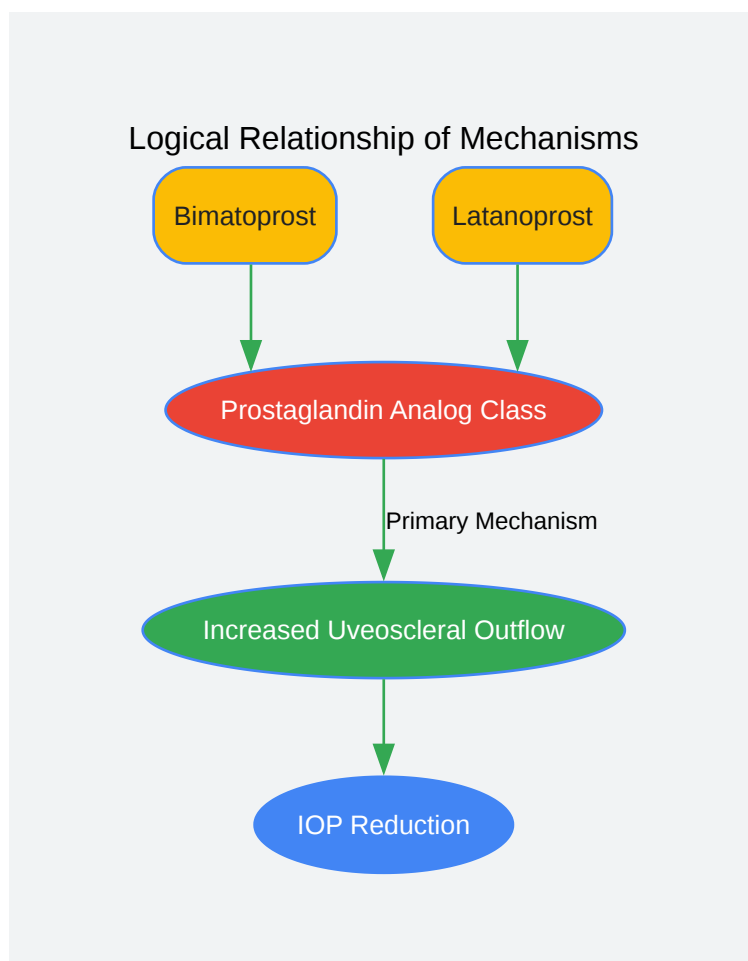 Logical Relationship of Mechanisms
Bimatoprost
Latanoprost
Prostaglandin Analog Class
Primary Mechanism
Increased Uveoscleral Outflow
IOP Reduction